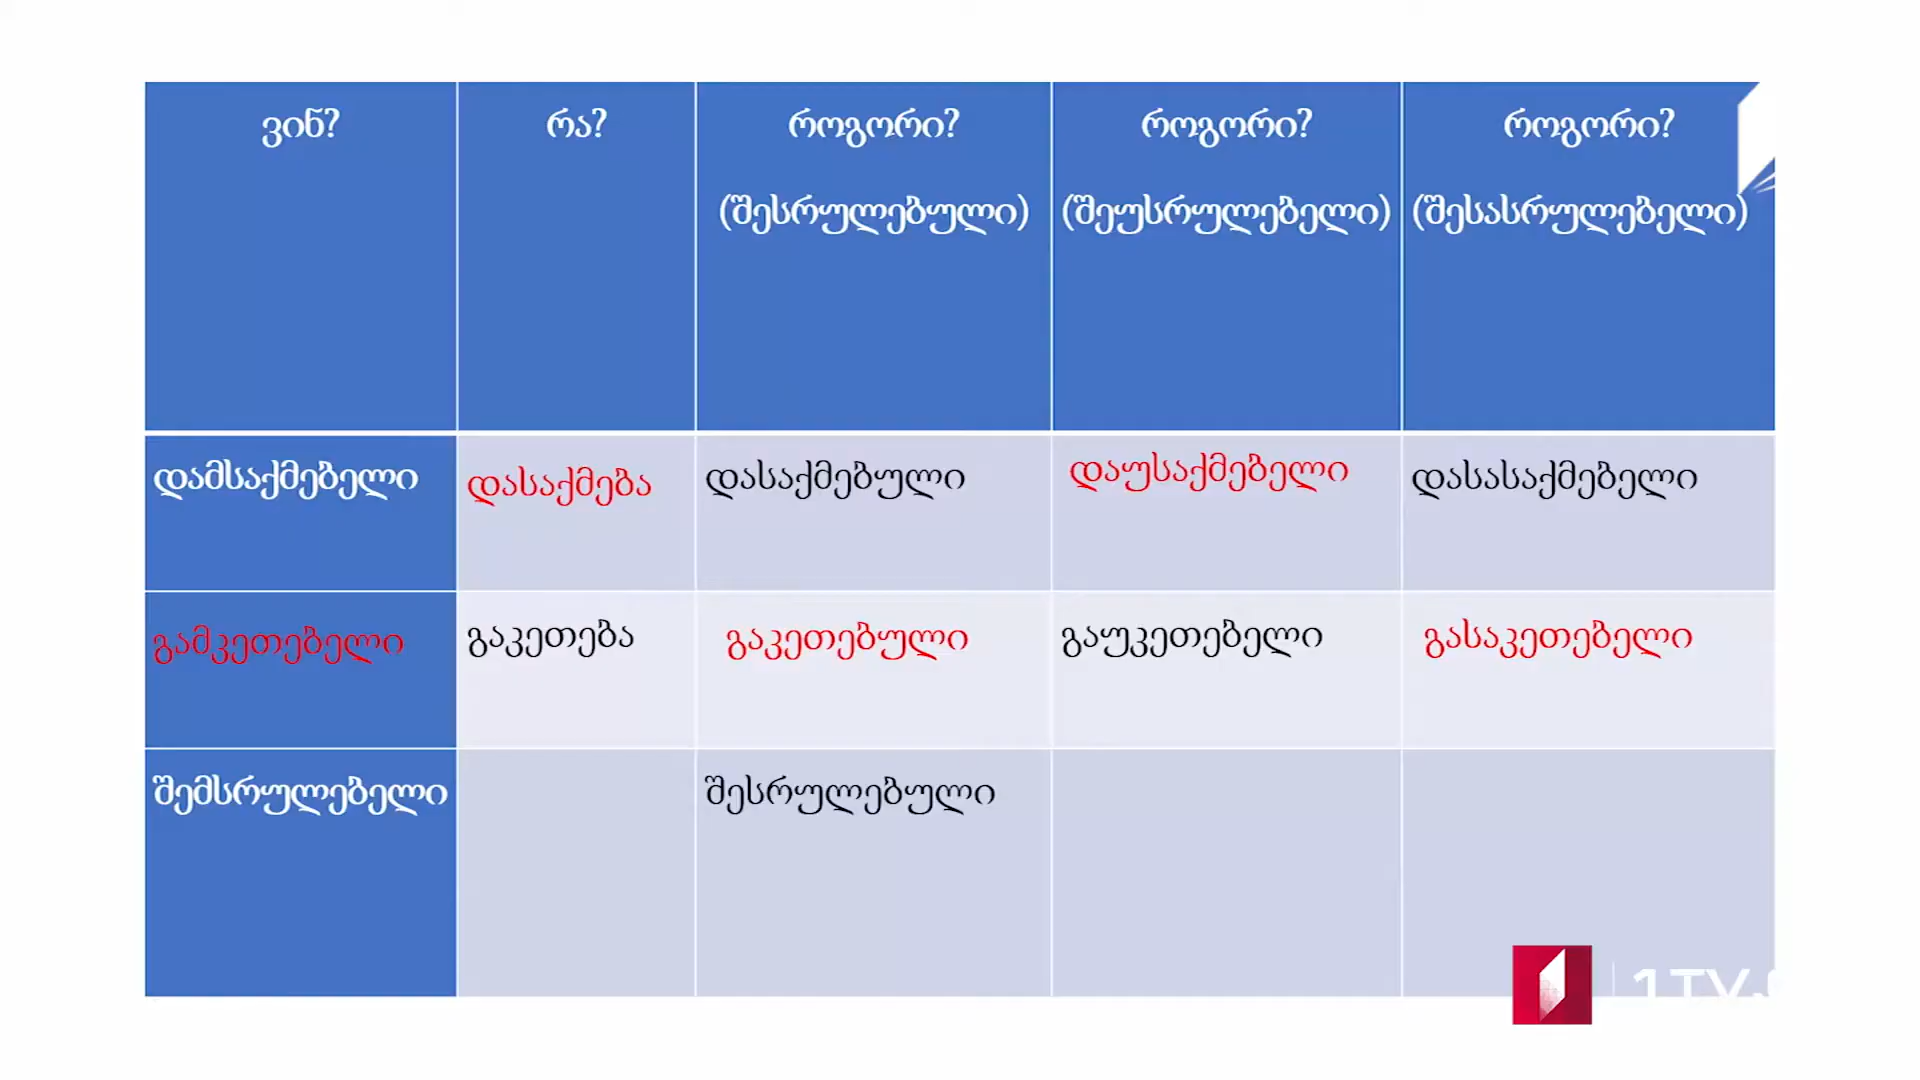 ვინ?
რა?
როგორი?
(შესრულებული)
როგორი?
(შეუსრულებელი)
როგორი?
(შესასრულებელი)
დამსაქმებელი
დასაქმება
დასაქმებული
დაუსაქმებელი
დასასაქმებელი
გამკეთებელი
გაკეთება
გაკეთებული
გაუკეთებელი
გასაკეთებელი
შემსრულებელი
შესრულებული
1TV.